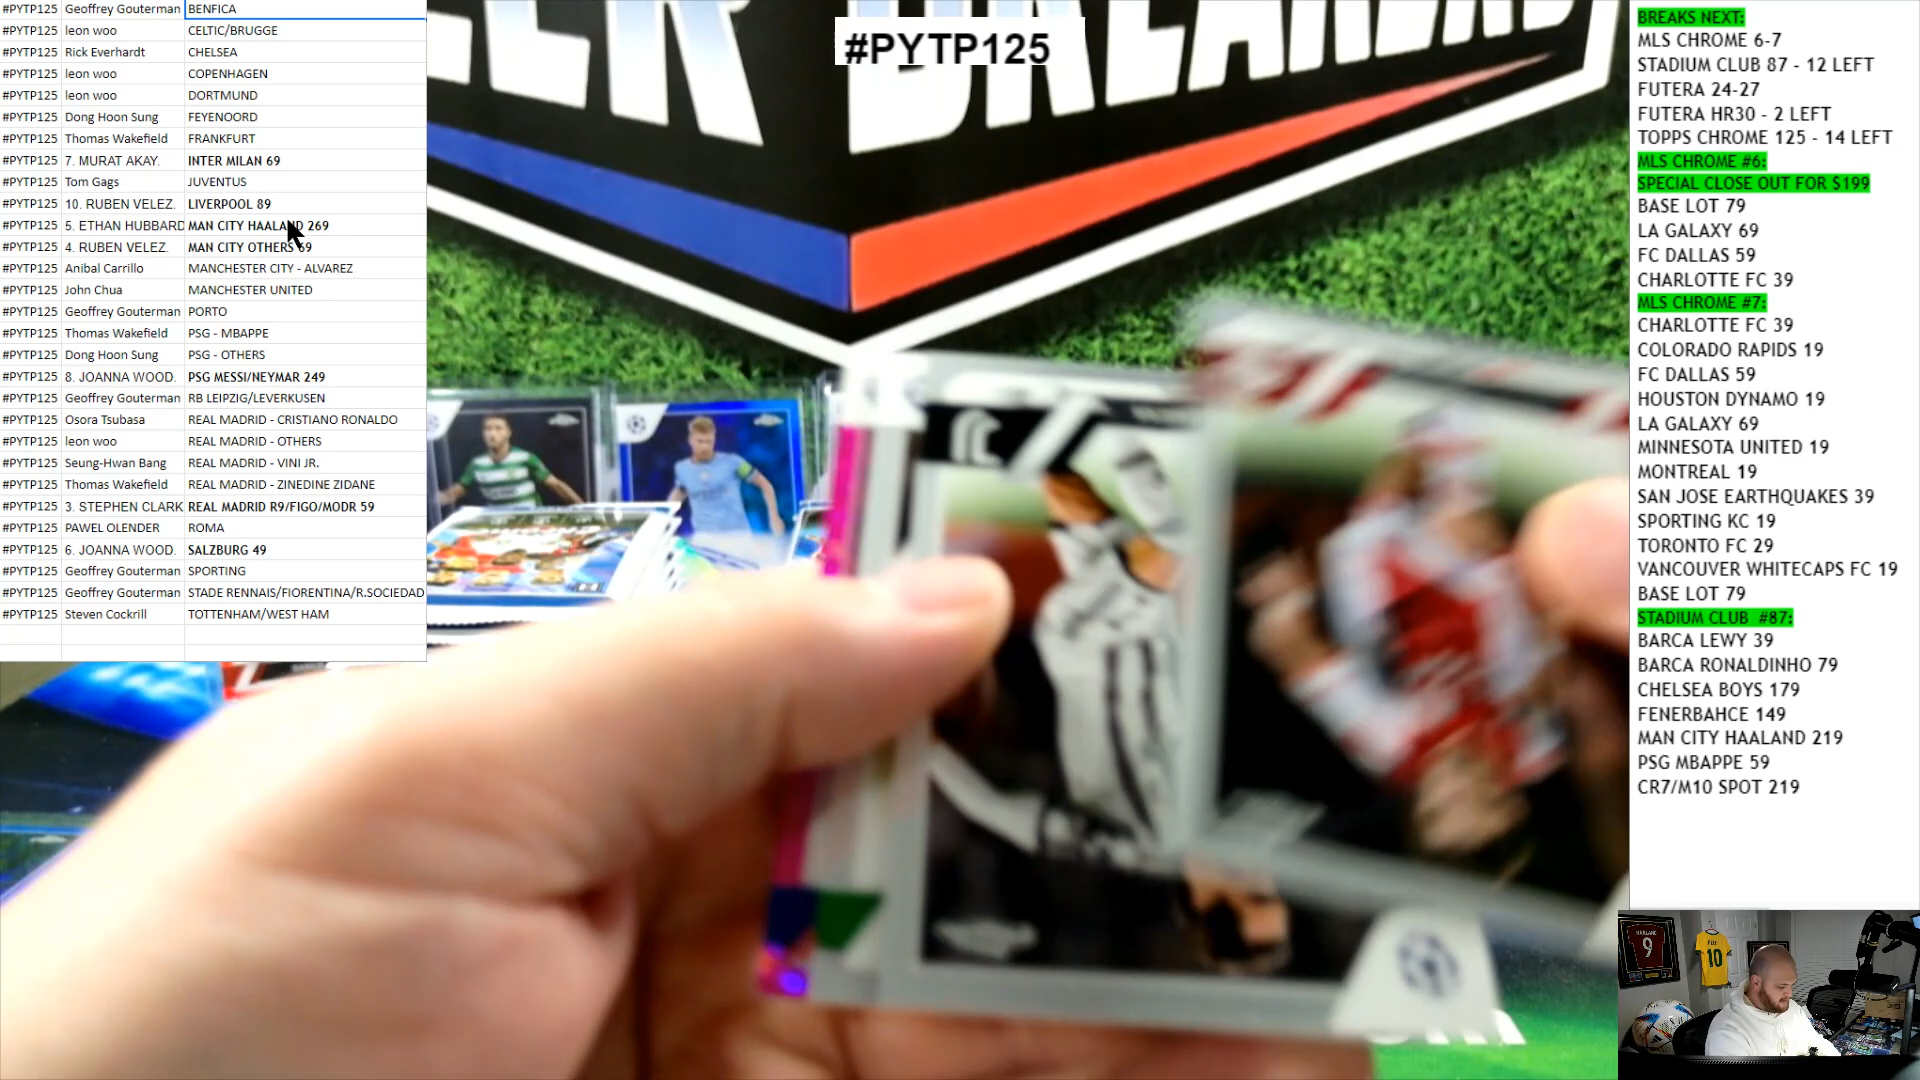 #PYTP125 Geoffrey Gouterman BENFICA
#PYTP125 leon woo CELTIC/BRUGGE
#PYTP125 Rick Everhardt CHELSEA
#PYTP125 leon woo COPENHAGEN
#PYTP125 leon woo DORTMUND
#PYTP125 Dong Hoon Sung FEYENOORD
#PYTP125 Thomas Wakefield FRANKFURT
#PYTP125 7. MURAT AKAY. INTER MILAN 69
#PYTP125 Tom Gags JUVENTUS
#PYTP125 10. RUBEN VELEZ. LIVERPOOL 89
#PYTP125 5. ETHAN HUBBARD MAN CITY HAALAND 269
#PYTP125 4. RUBEN VELEZ. MAN CITY OTHERS 69
#PYTP125 Anibal Carrillo MANCHESTER CITY - ALVAREZ
#PYTP125 John Chua MANCHESTER UNITED
#PYTP125 Geoffrey Gouterman PORTO
#PYTP125 Thomas Wakefield PSG - MBAPPE
#PYTP125 Dong Hoon Sung PSG - OTHERS
#PYTP125 8. JOANNA WOOD. PSG MESSI/NEYMAR 249
#PYTP125 Geoffrey Gouterman RB LEIPZIG/LEVERKUSEN
#PYTP125 Osora Tsubasa REAL MADRID - CRISTIANO RONALDO
#PYTP125 leon woo REAL MADRID - OTHERS
#PYTP125 Seung-Hwan Bang REAL MADRID - VINI JR.
#PYTP125 Thomas Wakefield REAL MADRID - ZINEDINE ZIDANE
#PYTP125 3. STEPHEN CLARK REAL MADRID R9/FIGO/MODR 59
#PYTP125 PAWEL OLENDER ROMA
#PYTP125 6. JOANNA WOOD. SALZBURG 49
#PYTP125 Geoffrey Gouterman SPORTING
#PYTP125 Geoffrey Gouterman STADE RENNAIS/FIORENTINA/R.SOCIEDAD
#PYTP125 Steven Cockrill TOTTENHAM/WEST HAM
#PYTP125
BREAKS NEXT:
MLS CHROME 6-7
STADIUM CLUB 87 - 12 LEFT
FUTERA 24-27
FUTERA HR30 - 2 LEFT
TOPPS CHROME 125 - 14 LEFT
MLS CHROME #6:
SPECIAL CLOSE OUT FOR $199
BASE LOT 79
LA GALAXY 69
FC DALLAS 59
CHARLOTTE FC 39
MLS CHROME #7:
CHARLOTTE FC 39
COLORADO RAPIDS 19
FC DALLAS 59
HOUSTON DYNAMO 19
LA GALAXY 69
MINNESOTA UNITED 19
MONTREAL 19
SAN JOSE EARTHQUAKES 39
SPORTING KC 19
TORONTO FC 29
VANCOUVER WHITECAPS FC 19
BASE LOT 79
STADIUM CLUB #87:
BARCA LEWY 39
BARCA RONALDINHO 79
CHELSEA BOYS 179
FENERBAHCE 149
MAN CITY HAALAND 219
PSG MBAPPE 59
CR7/M10 SPOT 219
HAALAND
9
10